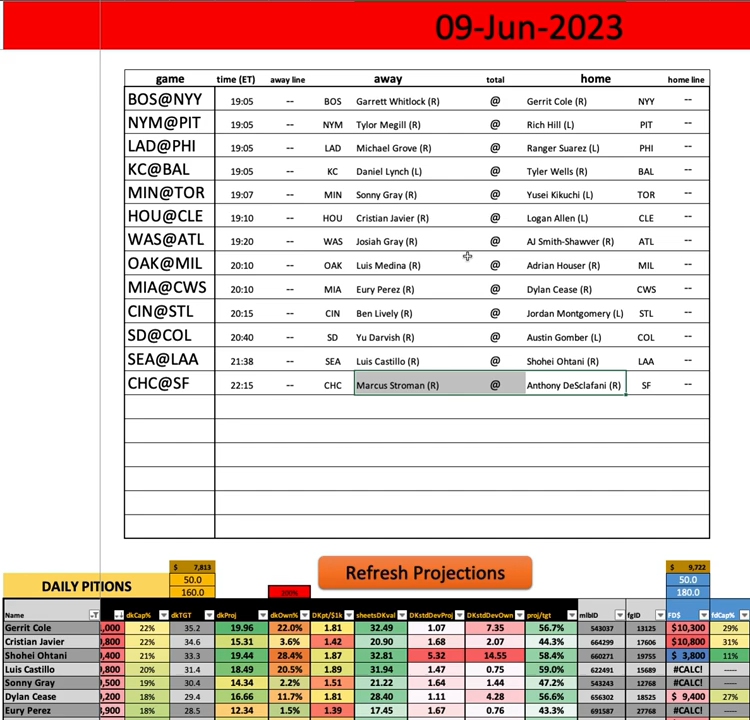 09-Jun-2023
game time (ET) away line away total home home line
BOS@NYY 19:05 -- BOS Garrett Whitlock (R) @ Gerrit Cole (R) NYY --
NYM@PIT 19:05 -- NYM Tylor Megill (R) @ Rich Hill (L) PIT --
LAD@PHI 19:05 -- LAD Michael Grove (R) @ Ranger Suarez (L) PHI --
KC@BAL 19:05 -- KC Daniel Lynch (L) @ Tyler Wells (R) BAL --
MIN@TOR 19:07 -- MIN Sonny Gray (R) @ Yusei Kikuchi (L) TOR --
HOU@CLE 19:10 -- HOU Cristian Javier (R) @ Logan Allen (L) CLE --
WAS@ATL 19:20 -- WAS Josiah Gray (R) @ AJ Smith-Shawver (R) ATL --
OAK@MIL 20:10 -- OAK Luis Medina (R) @ Adrian Houser (R) MIL --
MIA@CWS 20:10 -- MIA Eury Perez (R) @ Dylan Cease (R) CWS --
CIN@STL 20:15 -- CIN Ben Lively (R) @ Jordan Montgomery (L) STL --
SD@COL 20:40 -- SD Yu Darvish (R) @ Austin Gomber (L) COL --
SEA@LAA 21:38 -- SEA Luis Castillo (R) @ Shohei Ohtani (R) LAA --
CHC@SF 22:15 -- CHC Marcus Stroman (R) @ Anthony DeSclafani (R) SF --
$ 7,813 $ 9,722
DAILY PITIONS 50.0 Refresh Projections 50.0
160.0 200% 180.0
Name dkCap% dkTGT dkProj dkOwn% DKpt/$1k sheetsDKval DKstdDevProj DKstdDevOwn proj/tgt mlbID fgID FD$ fdCap%
Gerrit Cole ,000 22% 35.2 19.96 22.0% 1.81 32.49 1.07 7.35 56.7% 543037 13125 $10,300 29%
Cristian Javier ,800 22% 34.6 15.31 3.6% 1.42 20.90 1.68 2.07 44.3% 664299 17606 $10,800 31%
Shohei Ohtani ,400 21% 33.3 19.44 28.4% 1.87 32.81 5.32 14.55 58.4% 660271 19755 $ 3,800 11%
Luis Castillo ,800 20% 31.4 18.49 20.5% 1.89 31.94 1.47 0.75 59.0% 622491 15689 #CALC! -----
Sonny Gray ,500 19% 30.4 14.34 2.2% 1.51 21.22 1.64 1.44 47.2% 543243 12768 #CALC! -----
Dylan Cease ,200 18% 29.4 16.66 11.7% 1.81 28.40 1.11 4.28 56.6% 656302 18525 $ 9,400 27%
Eury Perez ,900 18% 28.5 12.34 1.5% 1.39 17.45 1.67 0.76 43.3% 691587 27768 #CALC! -----